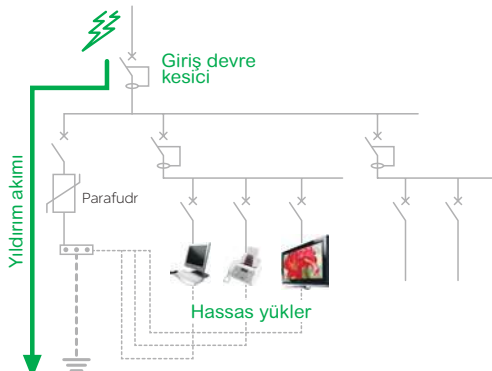 Giriş devre
kesici
Yıldırım akımı
Parafudr
Hassas yükler